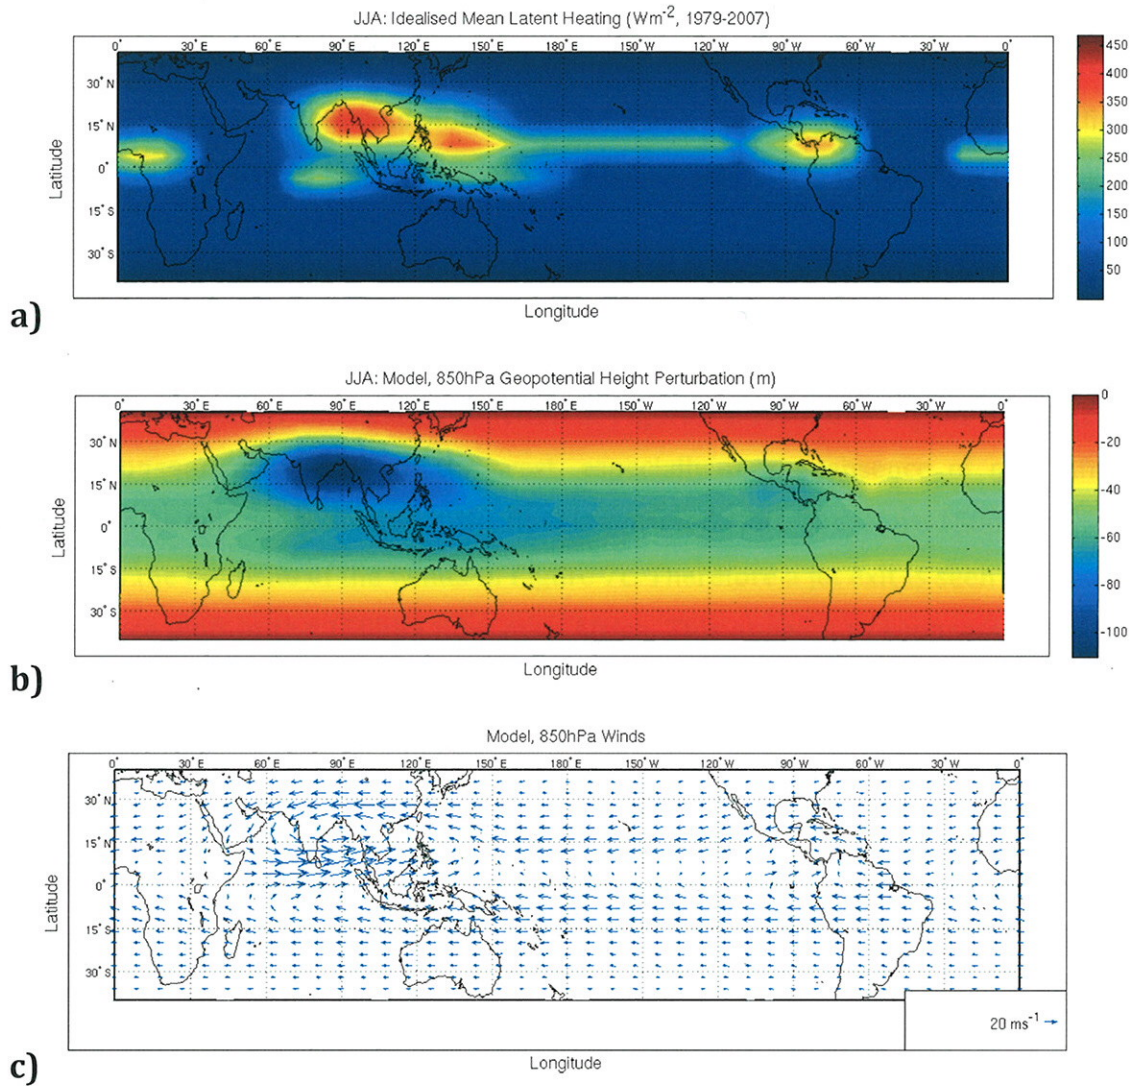 JJA: Idealised Mean Latent Heating (Wm⁻², 1979-2007)
0° 30° E 60° E 90° E 120° E 150° E 180° E 150° W 120° W 90° W 60° W 30° W 0°
30° N
15° N
0°
15° S
30° S
Latitude
Longitude
450
400
350
300
250
200
150
100
50
a)
JJA: Model, 850hPa Geopotential Height Perturbation (m)
0° 30° E 60° E 90° E 120° E 150° E 180° E 150° W 120° W 90° W 60° W 30° W 0°
30° N
15° N
0°
15° S
30° S
Latitude
Longitude
0
-20
-40
-60
-80
-100
b)
Model, 850hPa Winds
0° 30° E 60° E 90° E 120° E 150° E 180° E 150° W 120° W 90° W 60° W 30° W 0°
30° N
15° N
0°
15° S
30° S
Latitude
20 ms⁻¹
Longitude
c)